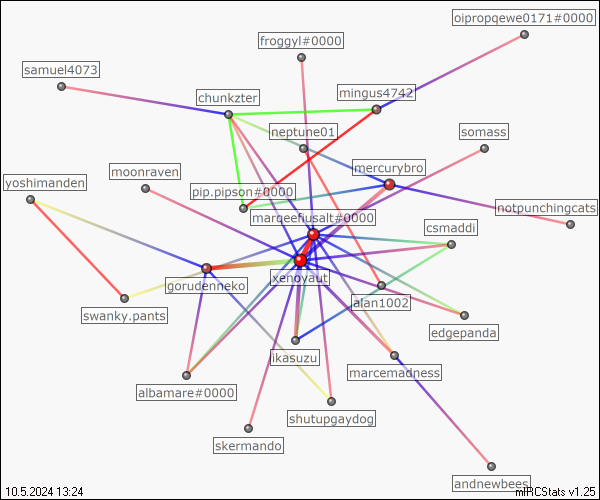 oipropqewe0171#0000
froggyl#0000
samuel4073
mingus4742
chunkzter
neptune01
somass
mercurybro
moonraven
yoshimanden
pip.pipson#0000
notpunchingcats
marqeefiusalt#0000
csmaddi
xenoyaut
gorudenneko
alan1002
swanky.pants
edgepanda
ikasuzu
marcemadness
albamare#0000
shutupgaydog
skermando
andnewbees
10.5.2024 13:24
mIRCStats v1.25